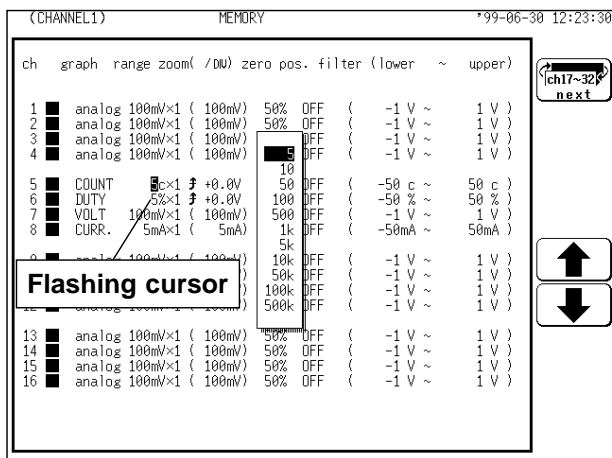 (CHANNEL1) MEMORY '99-06-30 12:23:30
ch graph range zoom( /DIV) zero pos. filter (lower ~ upper)
1 analog 100mV×1 ( 100mV) 50% OFF ( -1 V ~ 1 V )
2 analog 100mV×1 ( 100mV) 50% OFF ( -1 V ~ 1 V )
3 analog 100mV×1 ( 100mV) OFF ( -1 V ~ 1 V )
4 analog 100mV×1 ( 100mV) OFF ( -1 V ~ 1 V )
5 COUNT 5c×1 +0.0V OFF ( -50 c ~ 50 c )
6 DUTY 5%×1 +0.0V OFF ( -50 % ~ 50 % )
7 VOLT 100mV×1 ( 100mV) OFF ( -1 V ~ 1 V )
8 CURR. 5mA×1 ( 5mA) OFF ( -50mA ~ 50mA )
OFF ( -1 V ~ 1 V )
OFF ( -1 V ~ 1 V )
OFF ( -1 V ~ 1 V )
OFF ( -1 V ~ 1 V )
13 analog 100mV×1 ( 100mV) 50% OFF ( -1 V ~ 1 V )
14 analog 100mV×1 ( 100mV) 50% OFF ( -1 V ~ 1 V )
15 analog 100mV×1 ( 100mV) 50% OFF ( -1 V ~ 1 V )
16 analog 100mV×1 ( 100mV) 50% OFF ( -1 V ~ 1 V )
5
10
50
100
500
1k
5k
10k
50k
100k
500k
Flashing cursor
ch17~32
next